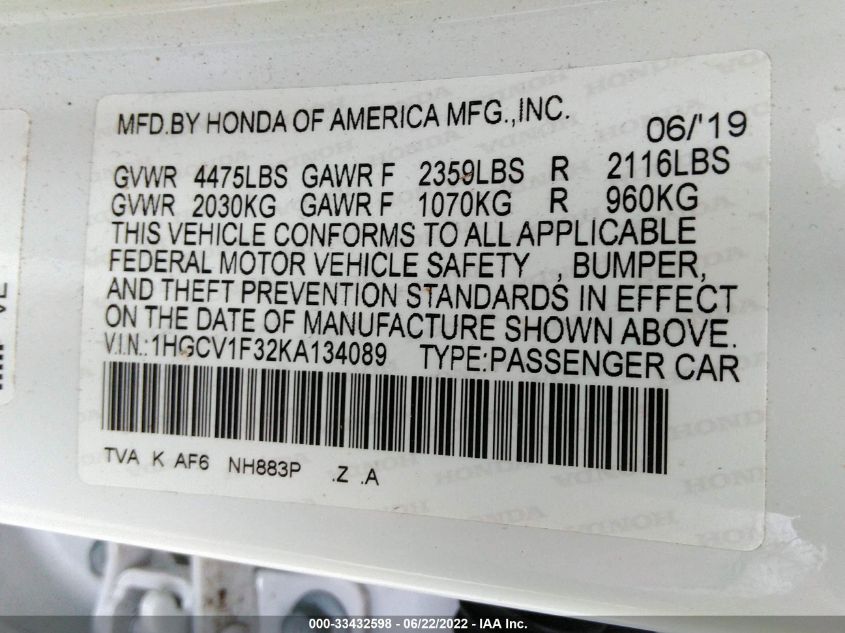 MFD.BY HONDA OF AMERICA MFG.,INC. 06/'19
GVWR 4475LBS GAWR F 2359LBS R 2116LBS
GVWR 2030KG GAWR F 1070KG R 960KG
THIS VEHICLE CONFORMS TO ALL APPLICABLE
FEDERAL MOTOR VEHICLE SAFETY , BUMPER,
AND THEFT PREVENTION STANDARDS IN EFFECT
ON THE DATE OF MANUFACTURE SHOWN ABOVE.
V.I.N.:1HGCV1F32KA134089 TYPE:PASSENGER CAR
TVA K AF6 NH883P .Z .A
000-33432598 - 06/22/2022 - IAA Inc.